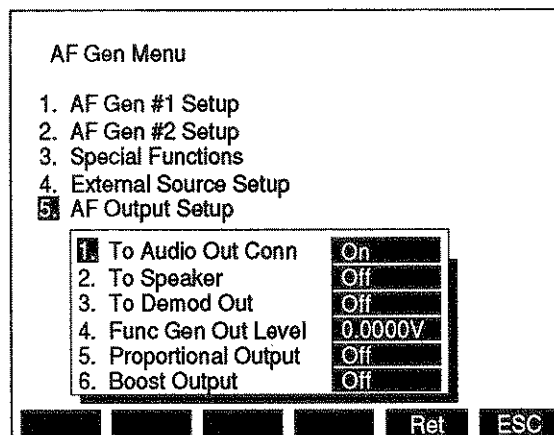 AF Gen Menu
1. AF Gen #1 Setup
2. AF Gen #2 Setup
3. Special Functions
4. External Source Setup
5. AF Output Setup
1. To Audio Out Conn On
2. To Speaker Off
3. To Demod Out Off
4. Func Gen Out Level 0.0000V
5. Proportional Output Off
6. Boost Output Off
Ret ESC